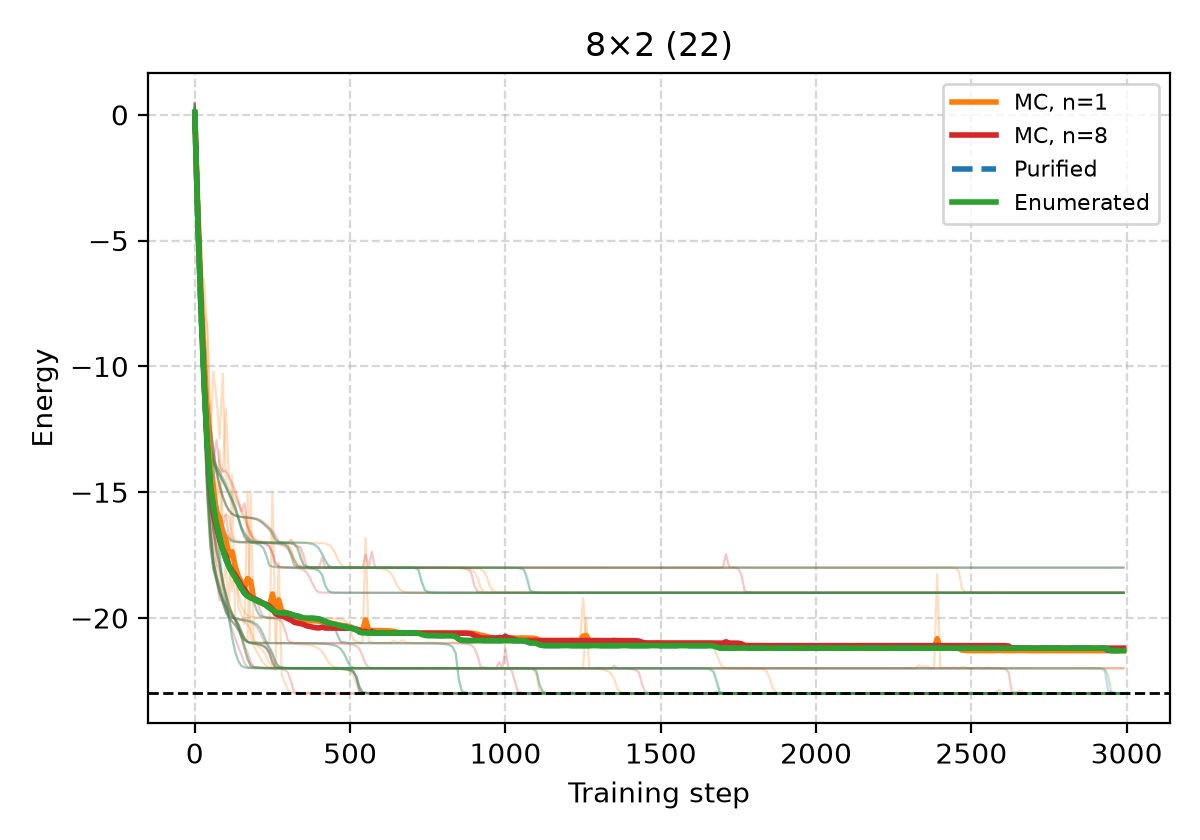 8×2 (22)
MC, n=1
MC, n=8
Purified
Enumerated
Energy
0
−5
−10
−15
−20
0
500
1000
1500
2000
2500
3000
Training step